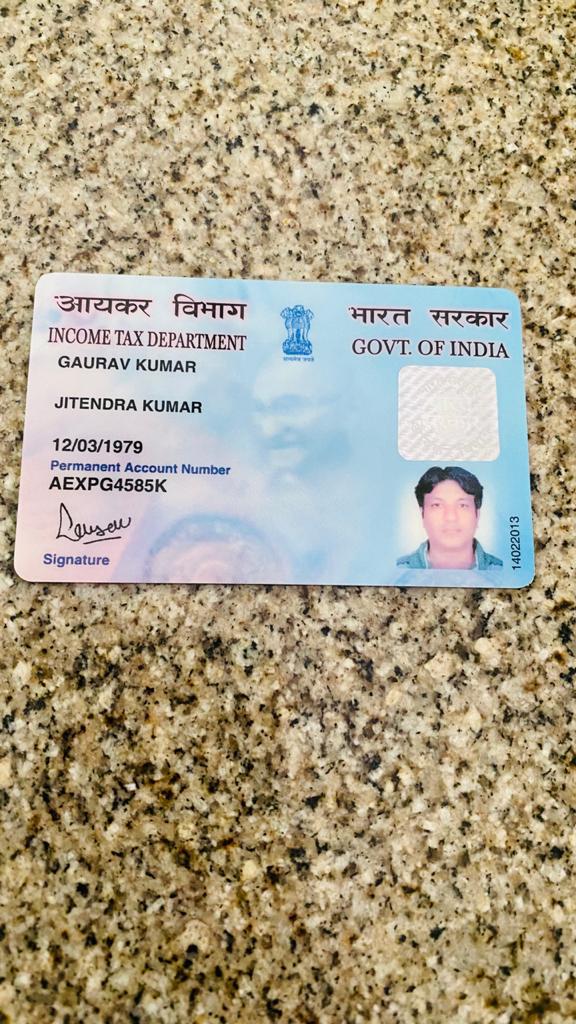 आयकर विभाग
INCOME TAX DEPARTMENT
भारत सरकार
GOVT. OF INDIA
सत्यमेव जयते
GAURAV KUMAR
JITENDRA KUMAR
12/03/1979
Permanent Account Number
AEXPG4585K
Signature
14022013